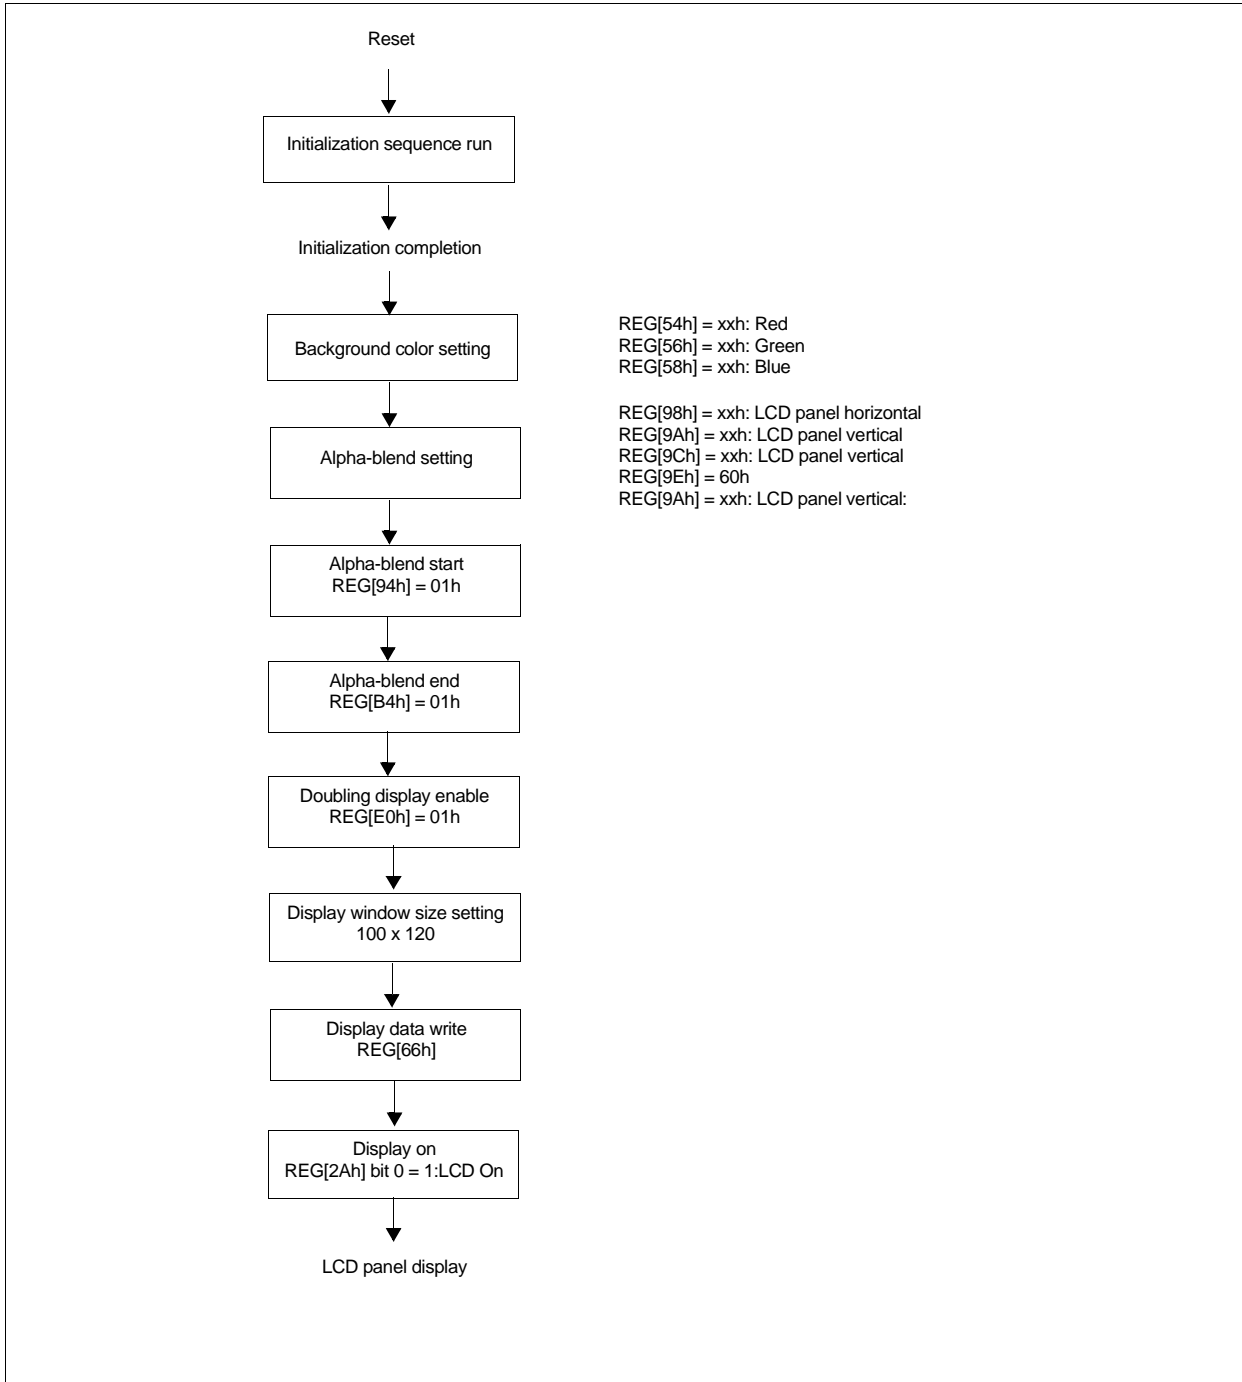 Reset
Initialization sequence run
Initialization completion
Background color setting
REG[54h] = xxh: Red
REG[56h] = xxh: Green
REG[58h] = xxh: Blue
Alpha-blend setting
REG[98h] = xxh: LCD panel horizontal
REG[9Ah] = xxh: LCD panel vertical
REG[9Ch] = xxh: LCD panel vertical
REG[9Eh] = 60h
REG[9Ah] = xxh: LCD panel vertical:
Alpha-blend start
REG[94h] = 01h
Alpha-blend end
REG[B4h] = 01h
Doubling display enable
REG[E0h] = 01h
Display window size setting
100 x 120
Display data write
REG[66h]
Display on
REG[2Ah] bit 0 = 1:LCD On
LCD panel display